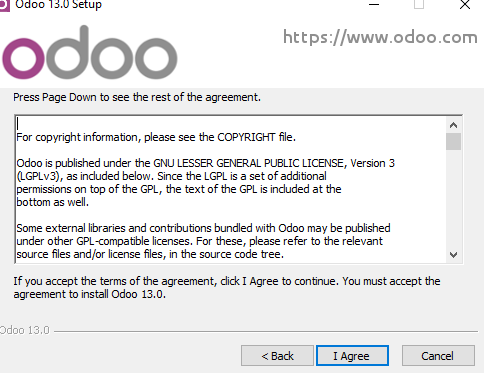 Odoo 13.0 Setup
odoo
https://www.odoo.com
Press Page Down to see the rest of the agreement.
For copyright information, please see the COPYRIGHT file.
Odoo is published under the GNU LESSER GENERAL PUBLIC LICENSE, Version 3
(LGPLv3), as included below. Since the LGPL is a set of additional
permissions on top of the GPL, the text of the GPL is included at the
bottom as well.
Some external libraries and contributions bundled with Odoo may be published
under other GPL-compatible licenses. For these, please refer to the relevant
source files and/or license files, in the source code tree.
If you accept the terms of the agreement, click I Agree to continue. You must accept the
agreement to install Odoo 13.0.
Odoo 13.0
< Back
I Agree
Cancel